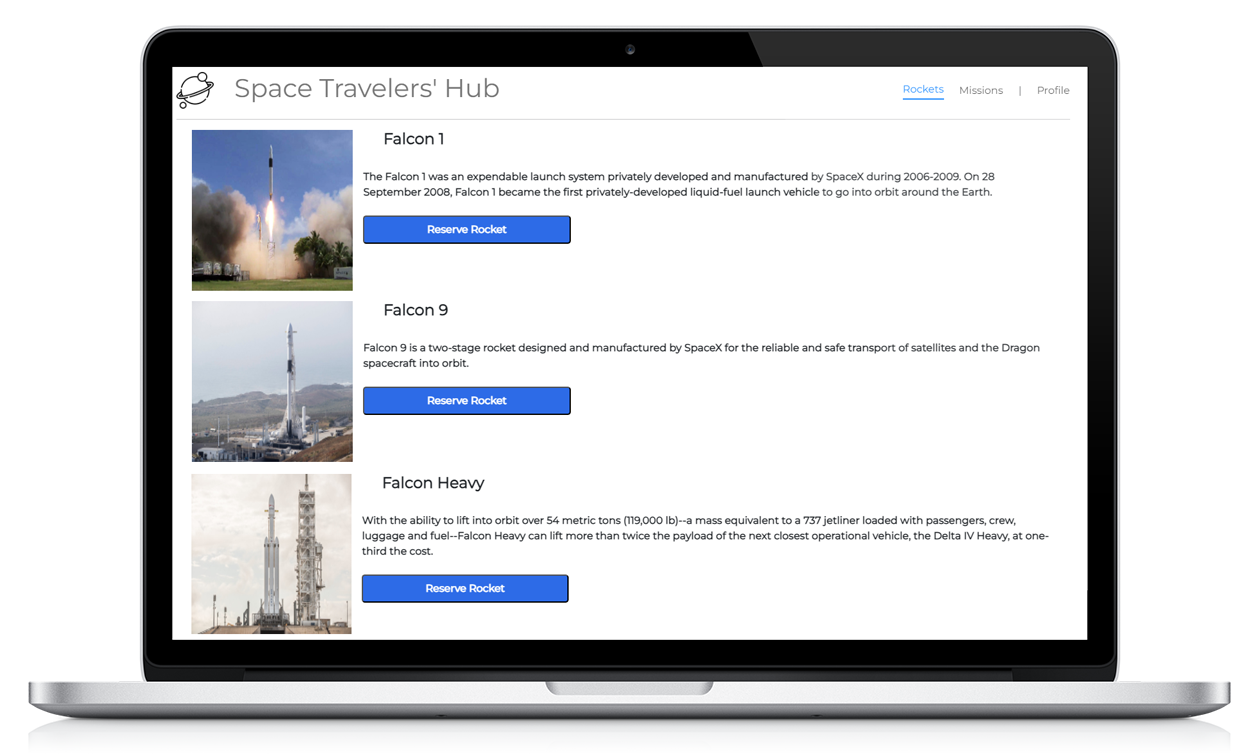 Space Travelers' Hub
Rockets Missions | Profile
Falcon 1
The Falcon 1 was an expendable launch system privately developed and manufactured by SpaceX during 2006-2009. On 28
September 2008, Falcon 1 became the first privately-developed liquid-fuel launch vehicle to go into orbit around the Earth.
Reserve Rocket
Falcon 9
Falcon 9 is a two-stage rocket designed and manufactured by SpaceX for the reliable and safe transport of satellites and the Dragon
spacecraft into orbit.
Reserve Rocket
Falcon Heavy
With the ability to lift into orbit over 54 metric tons (119,000 lb)--a mass equivalent to a 737 jetliner loaded with passengers, crew,
luggage and fuel--Falcon Heavy can lift more than twice the payload of the next closest operational vehicle, the Delta IV Heavy, at one-
third the cost.
Reserve Rocket